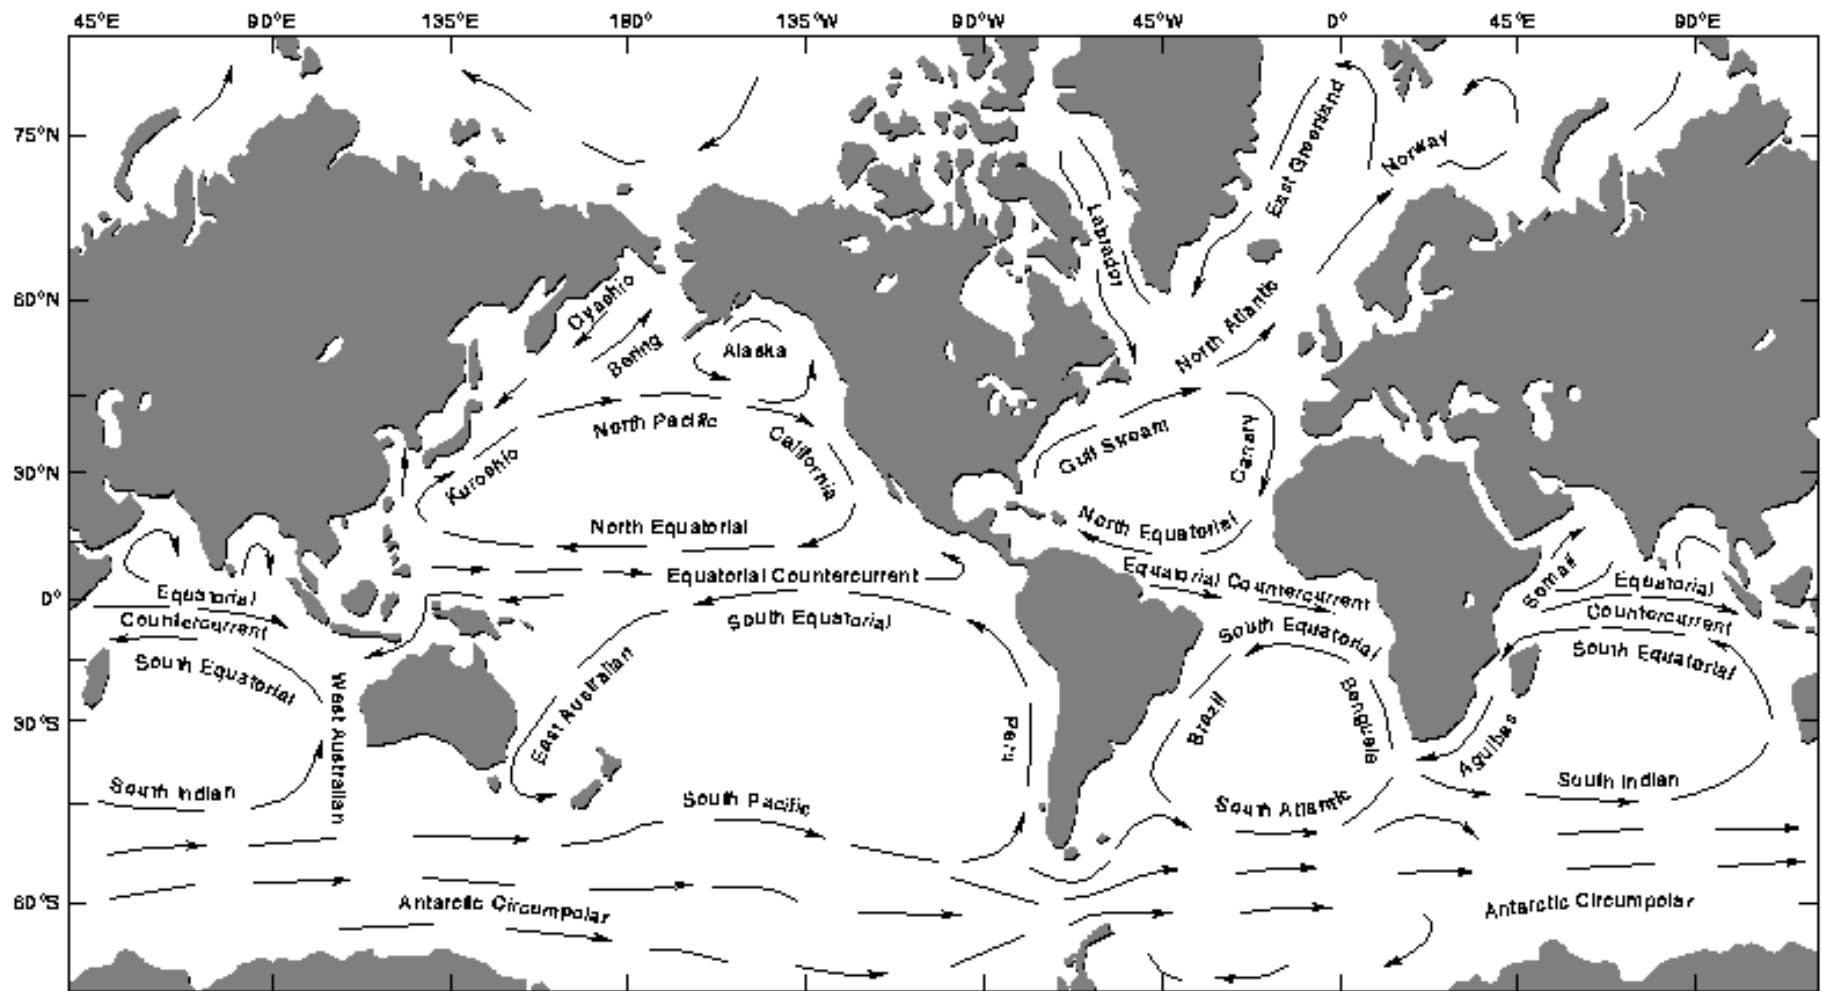 45°E 90°E 135°E 180° 135°W 90°W 45°W 0° 45°E 90°E
75°N
60°N
30°N
0°
30°S
60°S
East Greenland
Norway
Labrador
Oyashio
Bering
Alaska
North Atlantic
North Pacific
California
Kuroshio
Gulf Stream
Canary
North Equatorial
North Equatorial
Equatorial Countercurrent
Equatorial Countercurrent
Equatorial
Countercurrent
Somali
Equatorial
Countercurrent
South Equatorial
South Equatorial
South Equatorial
South Equatorial
West Australian
East Australian
Peru
Brazil
Benguela
Agulhas
South Indian
South Pacific
South Atlantic
South Indian
Antarctic Circumpolar
Antarctic Circumpolar